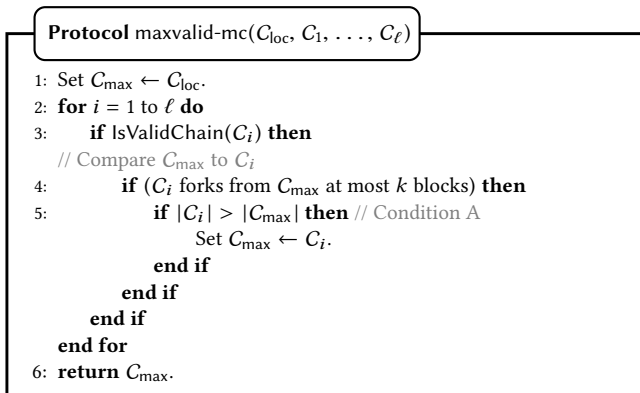 Protocol maxvalid-mc(C_loc, C_1, . . . , C_ℓ)
1: Set C_max ← C_loc.
2: for i = 1 to ℓ do
3: if IsValidChain(C_i) then
// Compare C_max to C_i
4: if (C_i forks from C_max at most k blocks) then
5: if |C_i| > |C_max| then // Condition A
Set C_max ← C_i.
end if
end if
end if
end for
6: return C_max.